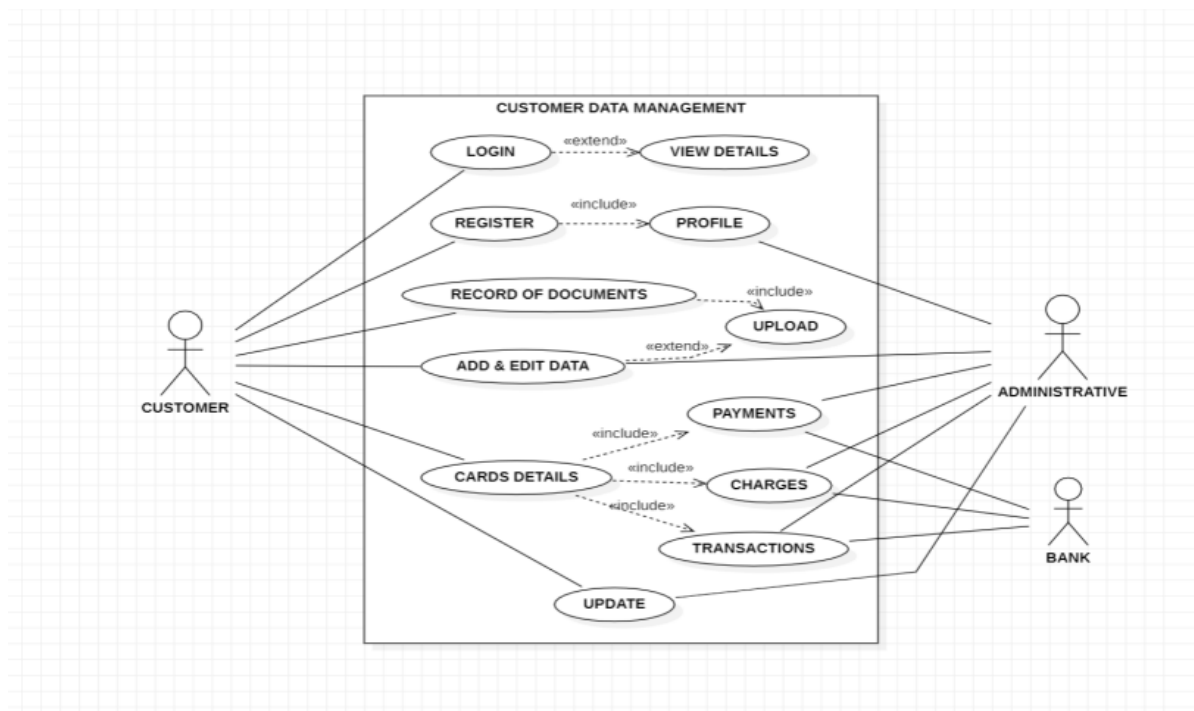 CUSTOMER DATA MANAGEMENT
«extend»
LOGIN
VIEW DETAILS
«include»
REGISTER
PROFILE
«include»
RECORD OF DOCUMENTS
UPLOAD
«extend»
ADD & EDIT DATA
CUSTOMER
ADMINISTRATIVE
PAYMENTS
«include»
«include»
CARDS DETAILS
CHARGES
«include»
TRANSACTIONS
BANK
UPDATE